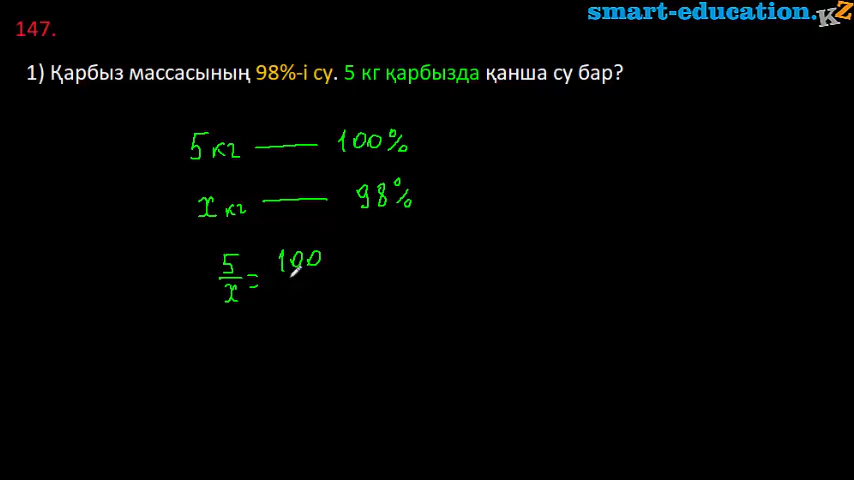 smart-education.KZ
147.
1) Қарбыз массасының 98%-і су. 5 кг қарбызда қанша су бар?
5 кг — 100%
x кг — 98%
5/x = 100